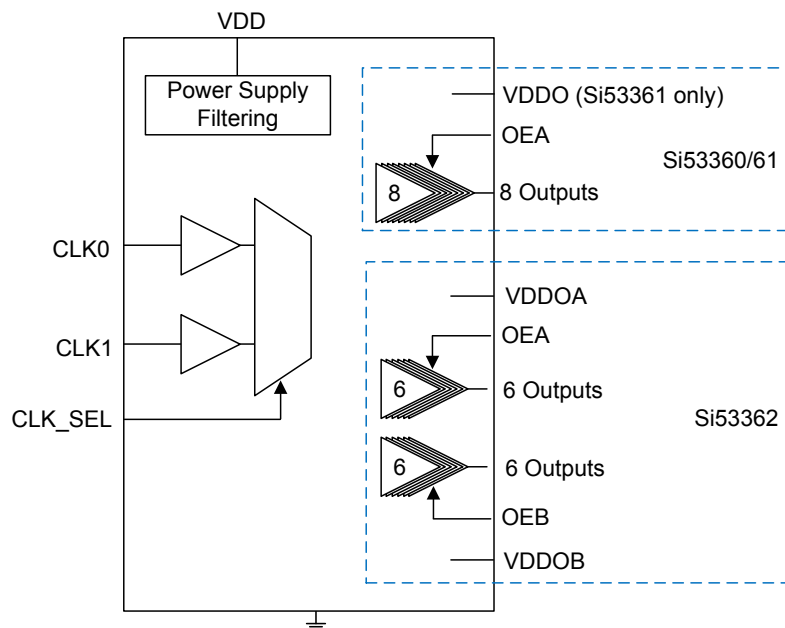 VDD
Power Supply
Filtering
VDDO (Si53361 only)
OEA
Si53360/61
8
8 Outputs
CLK0
CLK1
CLK_SEL
VDDOA
OEA
6
6 Outputs
Si53362
6
6 Outputs
OEB
VDDOB